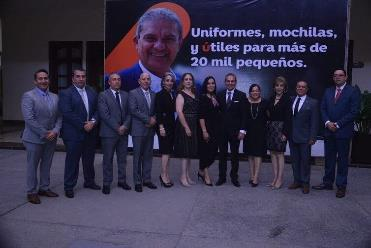 Uniformes, mochilas,
y útiles para más de
20 mil pequeños.